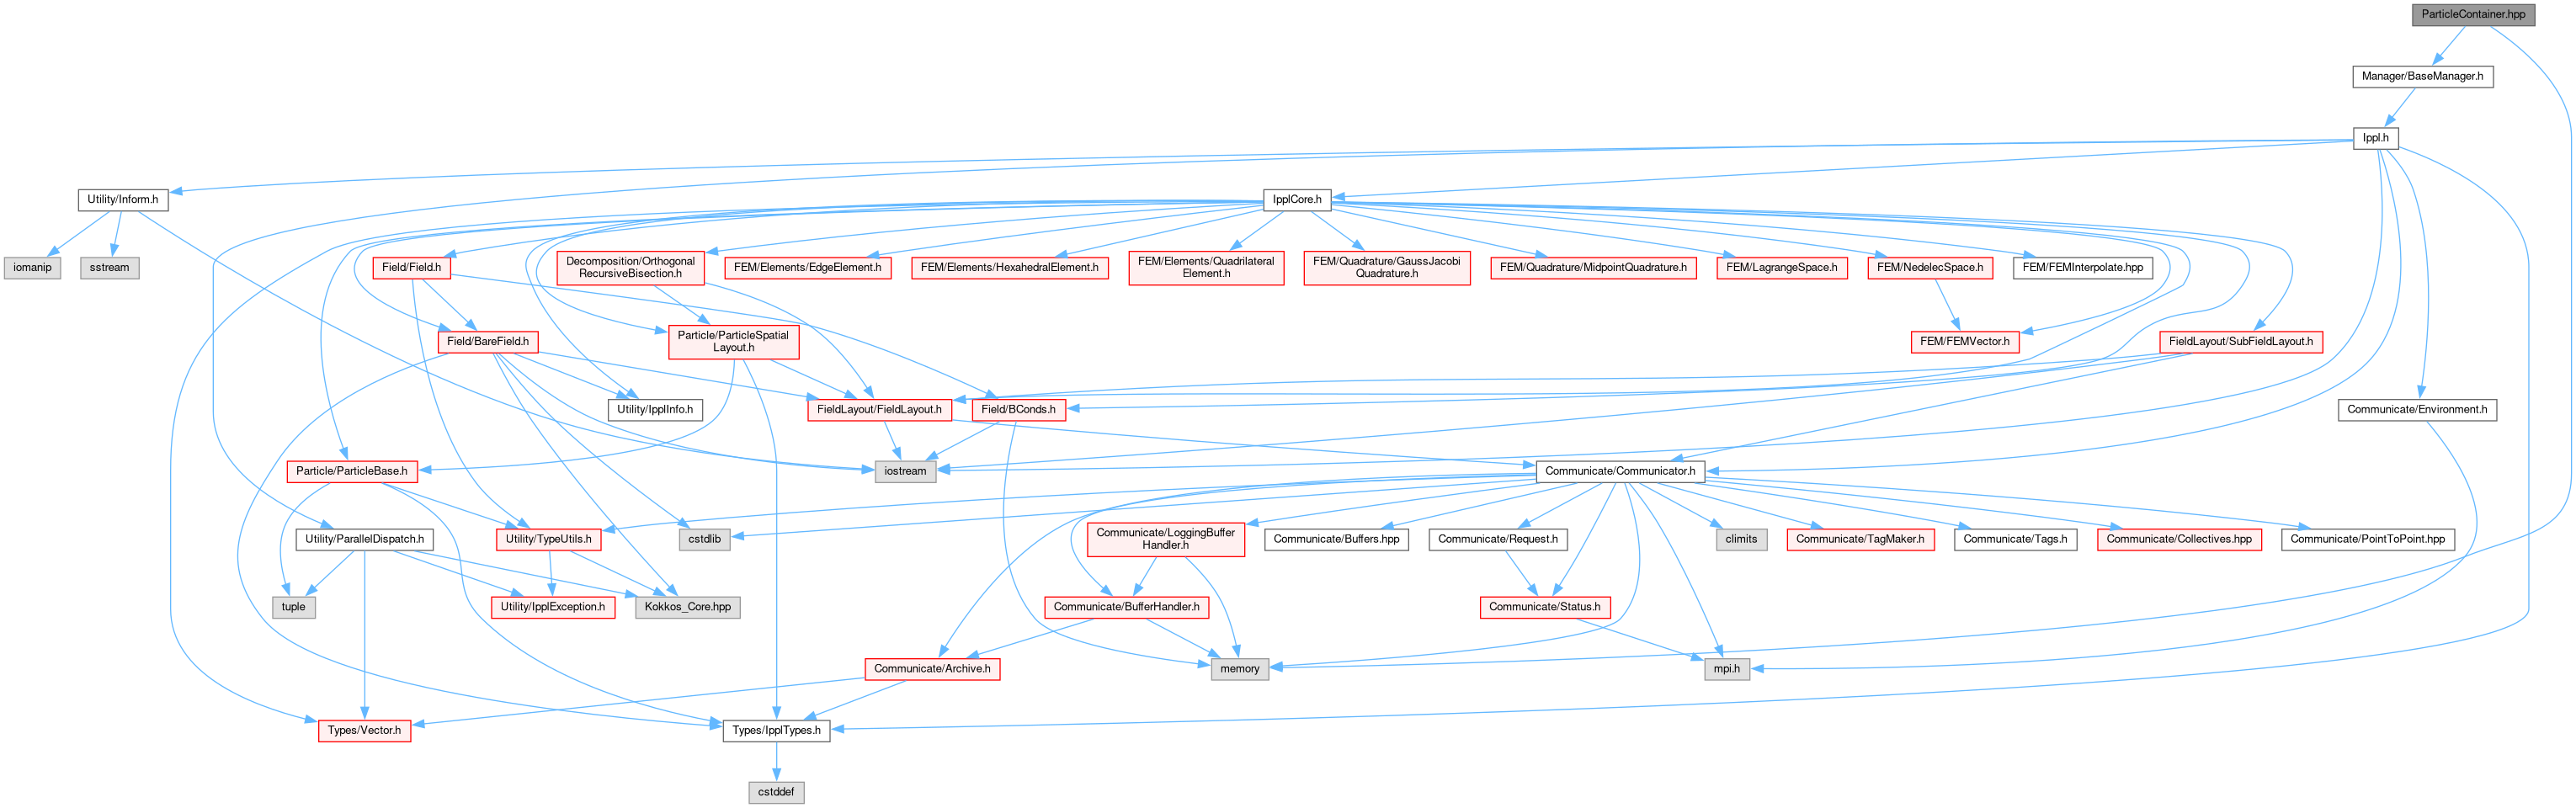 ParticleContainer.hpp
Manager/BaseManager.h
Ippl.h
Utility/Inform.h
IpplCore.h
iomanip
sstream
Field/Field.h
Decomposition/Orthogonal
RecursiveBisection.h
FEM/Elements/EdgeElement.h
FEM/Elements/HexahedralElement.h
FEM/Elements/Quadrilateral
Element.h
FEM/Quadrature/GaussJacobi
Quadrature.h
FEM/Quadrature/MidpointQuadrature.h
FEM/LagrangeSpace.h
FEM/NedelecSpace.h
FEM/FEMInterpolate.hpp
Field/BareField.h
Particle/ParticleSpatial
Layout.h
FEM/FEMVector.h
FieldLayout/SubFieldLayout.h
Utility/IpplInfo.h
FieldLayout/FieldLayout.h
Field/BConds.h
Communicate/Environment.h
Particle/ParticleBase.h
iostream
Communicate/Communicator.h
Utility/ParallelDispatch.h
Utility/TypeUtils.h
cstdlib
Communicate/LoggingBuffer
Handler.h
Communicate/Buffers.hpp
Communicate/Request.h
climits
Communicate/TagMaker.h
Communicate/Tags.h
Communicate/Collectives.hpp
Communicate/PointToPoint.hpp
tuple
Utility/IpplException.h
Kokkos_Core.hpp
Communicate/BufferHandler.h
Communicate/Status.h
Communicate/Archive.h
memory
mpi.h
Types/Vector.h
Types/IpplTypes.h
cstddef